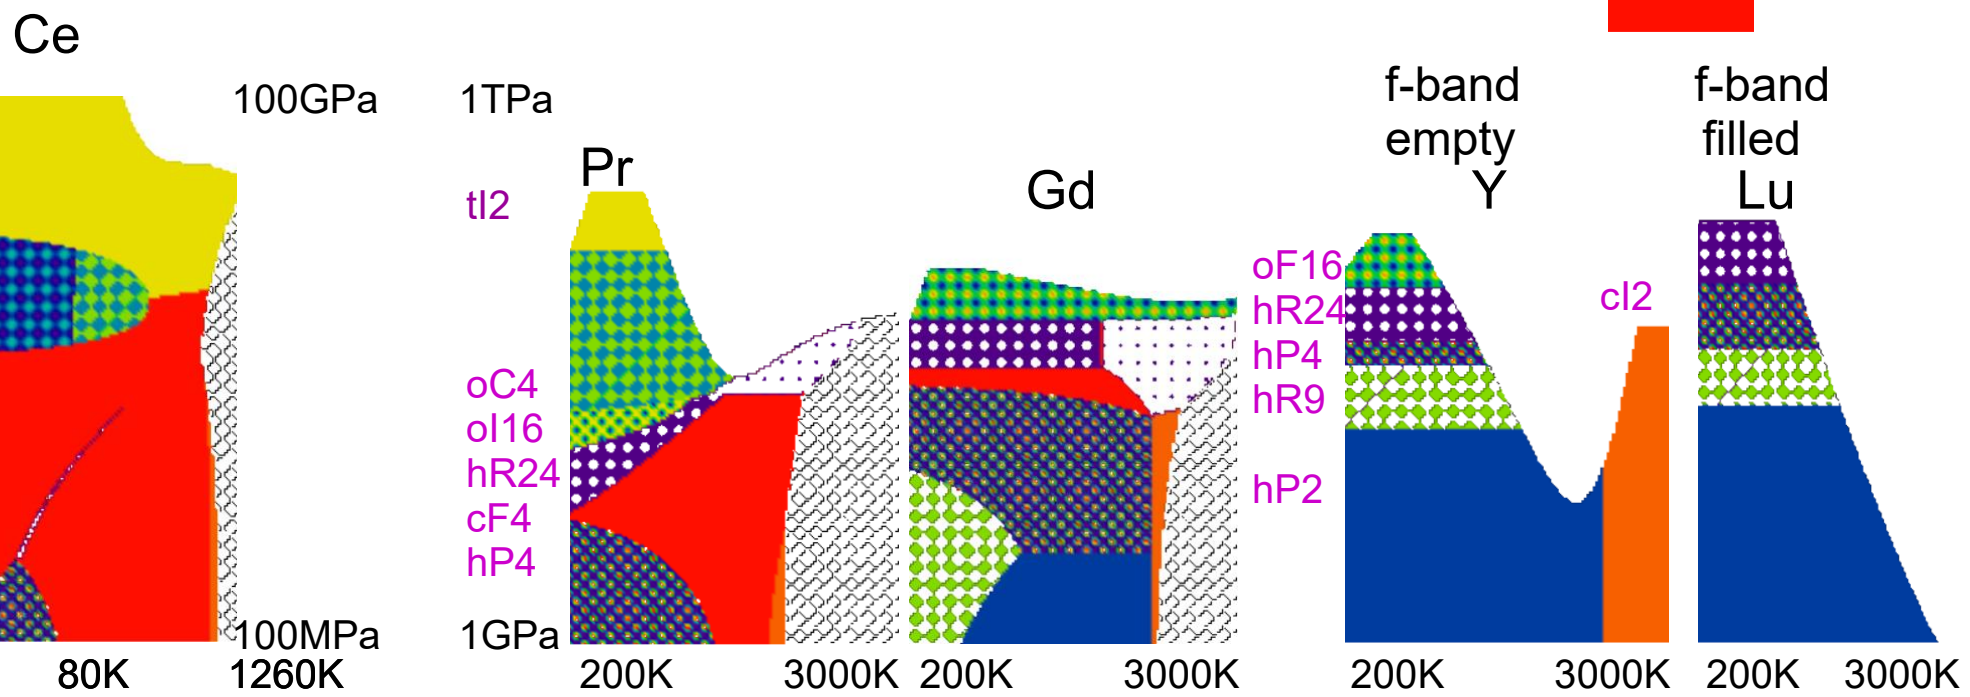 Ce
100GPa
100MPa
80K
1260K
1TPa
Pr
tI2
oC4
oI16
hR24
cF4
hP4
1GPa
200K
3000K
Gd
200K
3000K
f-band
empty
Y
oF16
hR24
hP4
hR9
hP2
cI2
200K
3000K
f-band
filled
Lu
200K
3000K